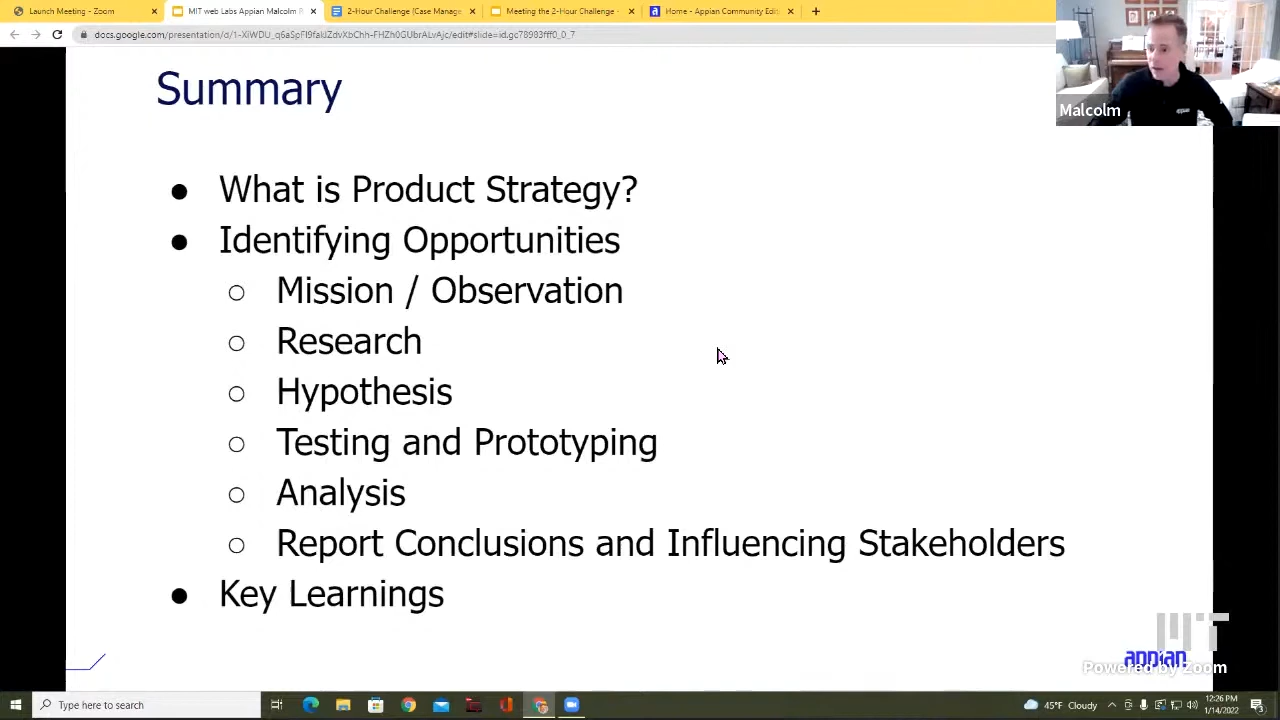 Launch Meeting - Zoom
MIT web Labs Appian Malcolm R
2-Hour Challenge (Case Manage
Meeting the 2-Hour Challenge -
Home - Appian Community Edit
Summary
Malcolm
● What is Product Strategy?
● Identifying Opportunities
○ Mission / Observation
○ Research
○ Hypothesis
○ Testing and Prototyping
○ Analysis
○ Report Conclusions and Influencing Stakeholders
● Key Learnings
MIT
appian
Powered by Zoom
Type here to search
45°F Cloudy
12:26 PM
1/14/2022